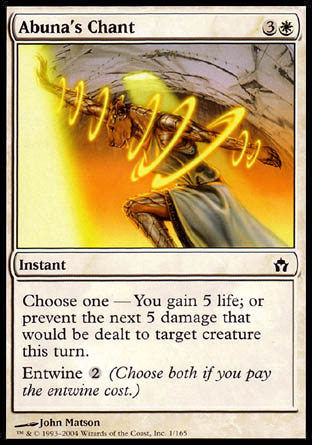 Abuna's Chant 3
Instant
Choose one — You gain 5 life; or
prevent the next 5 damage that
would be dealt to target creature
this turn.
Entwine 2 (Choose both if you pay
the entwine cost.)
John Matson
™ & © 1993–2004 Wizards of the Coast, Inc. 1/165